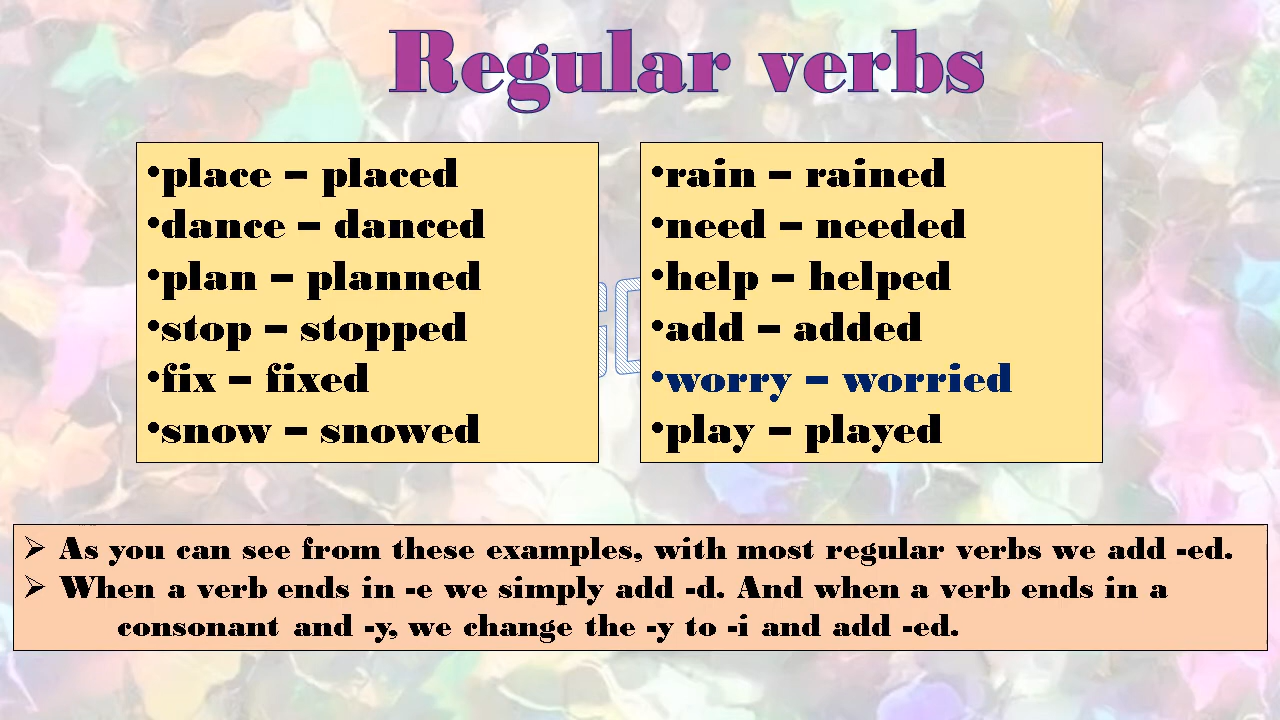 Regular verbs
•place – placed
•dance – danced
•plan – planned
•stop – stopped
•fix – fixed
•snow – snowed
•rain – rained
•need – needed
•help – helped
•add – added
•worry – worried
•play – played
➢ As you can see from these examples, with most regular verbs we add -ed.
➢ When a verb ends in -e we simply add -d. And when a verb ends in a
consonant and -y, we change the -y to -i and add -ed.